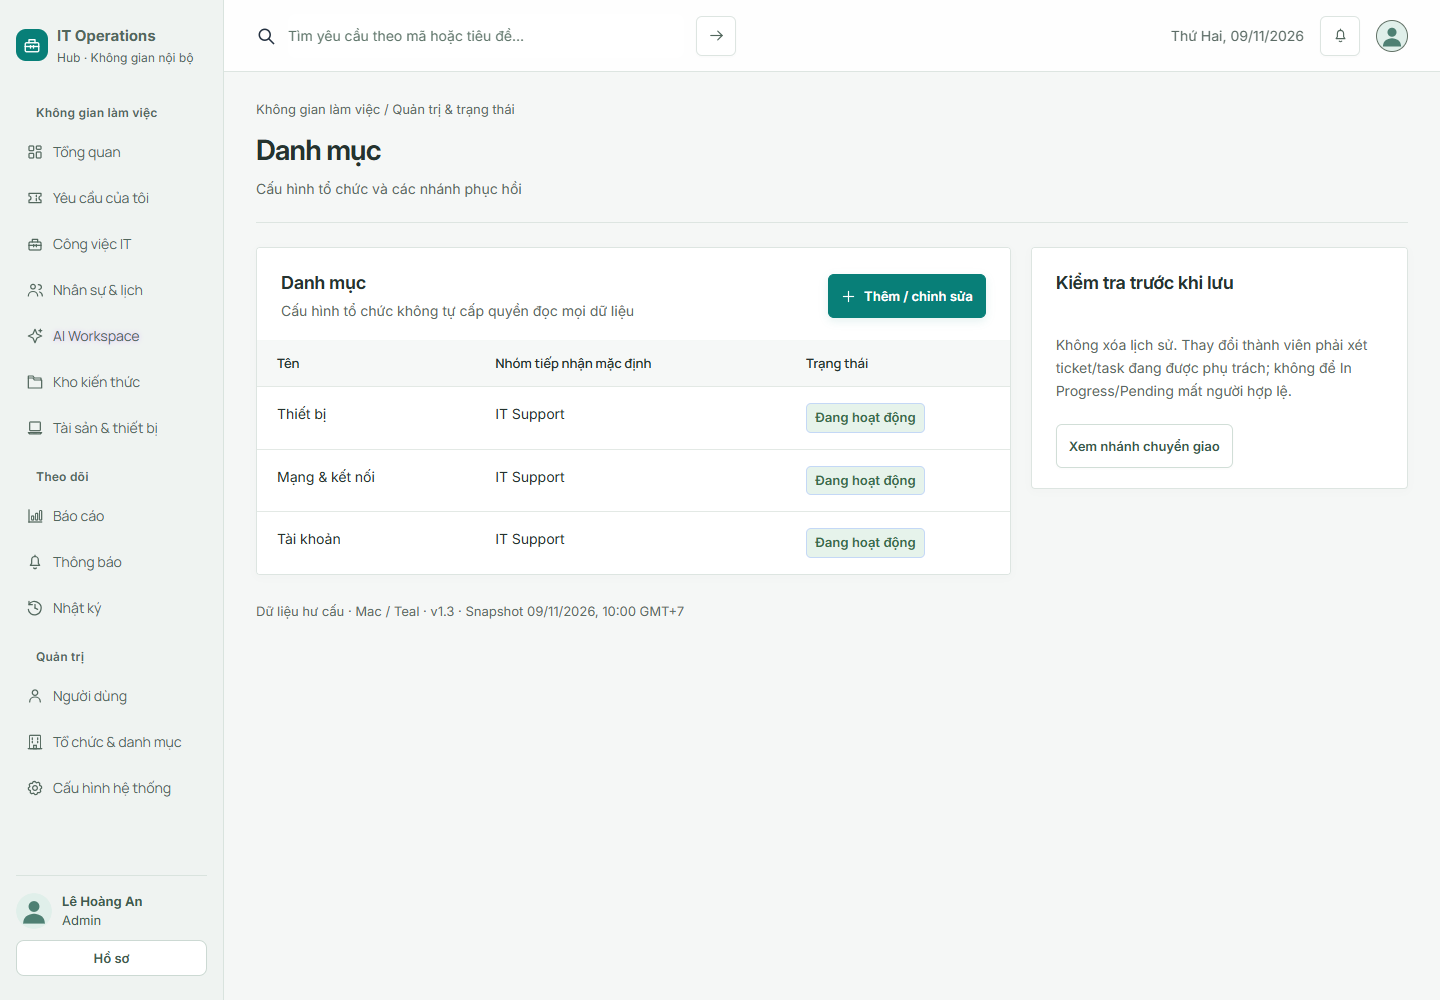 IT Operations
Hub · Không gian nội bộ
Không gian làm việc
Tổng quan
Yêu cầu của tôi
Công việc IT
Nhân sự & lịch
AI Workspace
Kho kiến thức
Tài sản & thiết bị
Theo dõi
Báo cáo
Thông báo
Nhật ký
Quản trị
Người dùng
Tổ chức & danh mục
Cấu hình hệ thống
Lê Hoàng An
Admin
Hồ sơ
Tìm yêu cầu theo mã hoặc tiêu đề...
Thứ Hai, 09/11/2026
Không gian làm việc / Quản trị & trạng thái
Danh mục
Cấu hình tổ chức và các nhánh phục hồi
Danh mục
Cấu hình tổ chức không tự cấp quyền đọc mọi dữ liệu
Thêm / chỉnh sửa
Tên Nhóm tiếp nhận mặc định Trạng thái
Thiết bị IT Support Đang hoạt động
Mạng & kết nối IT Support Đang hoạt động
Tài khoản IT Support Đang hoạt động
Kiểm tra trước khi lưu
Không xóa lịch sử. Thay đổi thành viên phải xét
ticket/task đang được phụ trách; không để In
Progress/Pending mất người hợp lệ.
Xem nhánh chuyển giao
Dữ liệu hư cấu · Mac / Teal · v1.3 · Snapshot 09/11/2026, 10:00 GMT+7